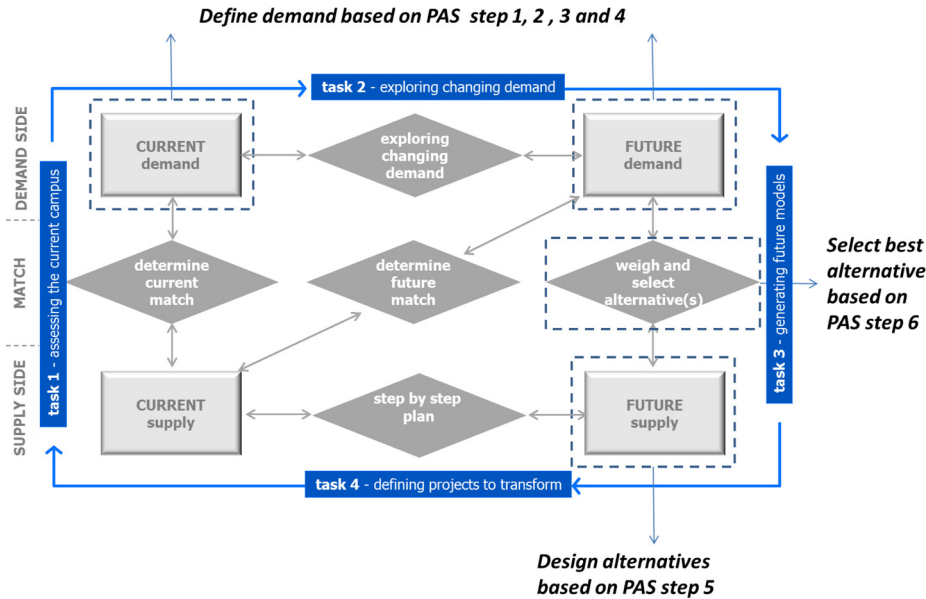 Define demand based on PAS step 1, 2 , 3 and 4
task 2 - exploring changing demand
DEMAND SIDE
MATCH
SUPPLY SIDE
task 1 - assessing the current campus
CURRENT
demand
exploring
changing
demand
FUTURE
demand
determine
current
match
determine
future
match
weigh and
select
alternative(s)
task 3 - generating future models
Select best
alternative
based on
PAS step 6
CURRENT
supply
step by step
plan
FUTURE
supply
task 4 - defining projects to transform
Design alternatives
based on PAS step 5